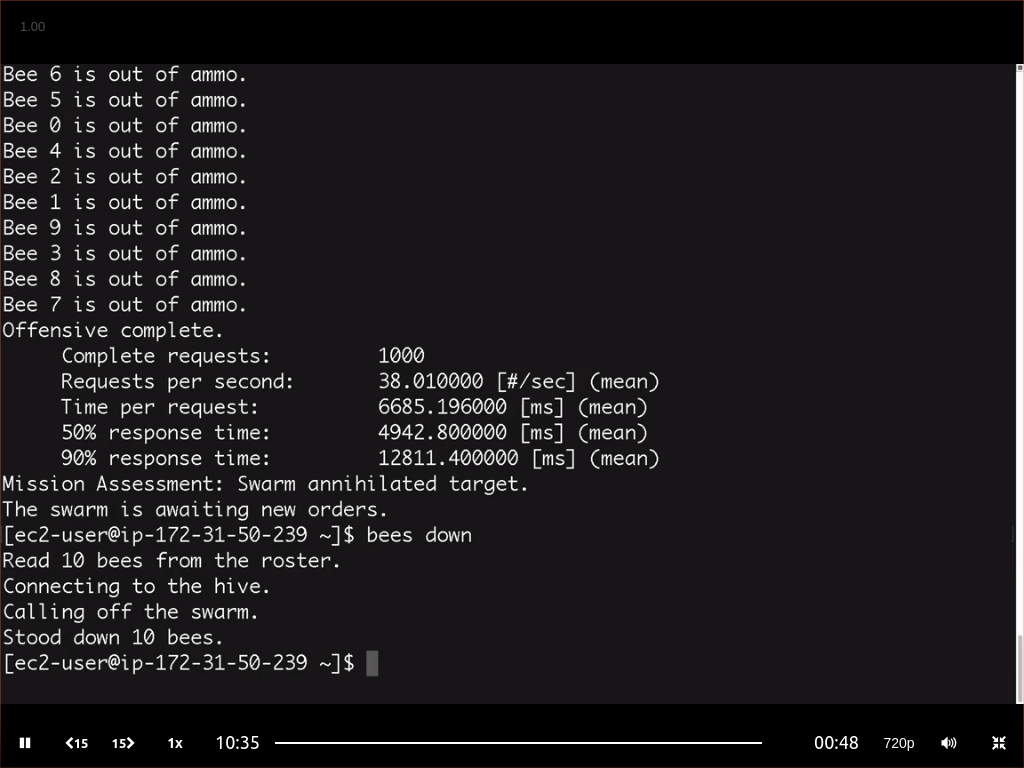 1.00
Bee 6 is out of ammo.
Bee 5 is out of ammo.
Bee 0 is out of ammo.
Bee 4 is out of ammo.
Bee 2 is out of ammo.
Bee 1 is out of ammo.
Bee 9 is out of ammo.
Bee 3 is out of ammo.
Bee 8 is out of ammo.
Bee 7 is out of ammo.
Offensive complete.
Complete requests: 1000
Requests per second: 38.010000 [#/sec] (mean)
Time per request: 6685.196000 [ms] (mean)
50% response time: 4942.800000 [ms] (mean)
90% response time: 12811.400000 [ms] (mean)
Mission Assessment: Swarm annihilated target.
The swarm is awaiting new orders.
[ec2-user@ip-172-31-50-239 ~]$ bees down
Read 10 bees from the roster.
Connecting to the hive.
Calling off the swarm.
Stood down 10 bees.
[ec2-user@ip-172-31-50-239 ~]$
15 15 1x 10:35 00:48 720p